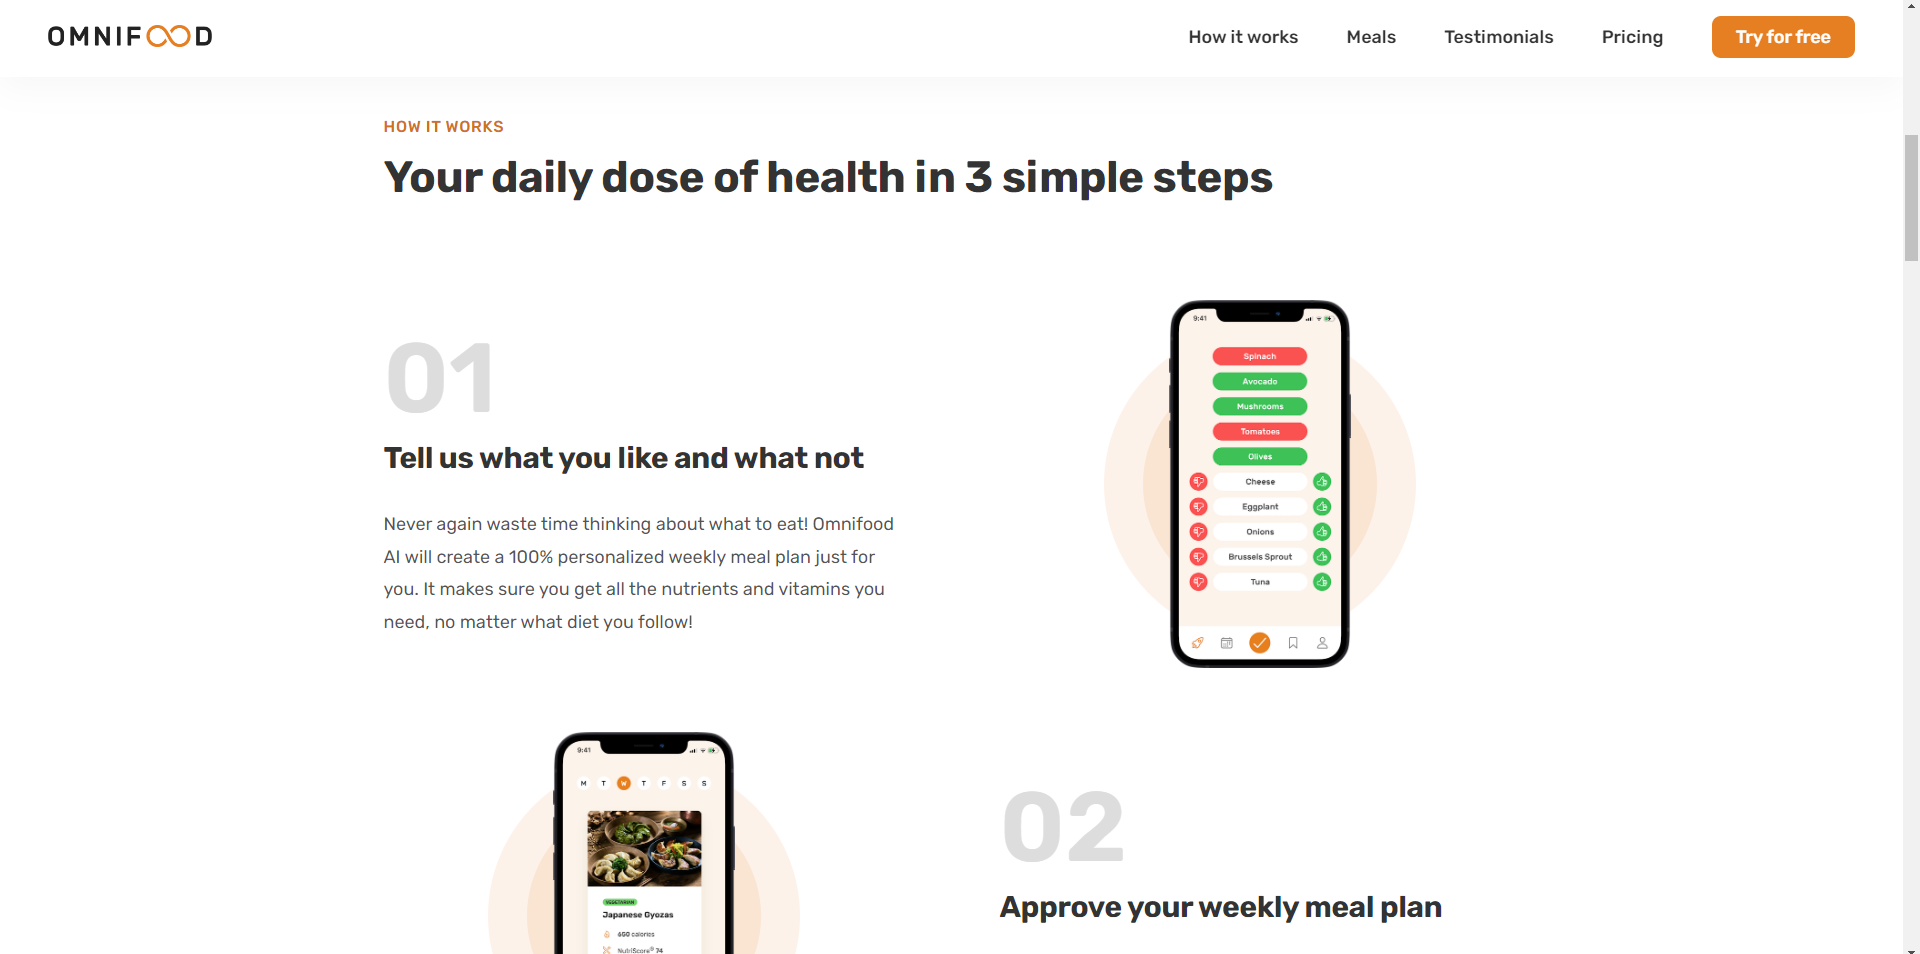 OMNIFOOD
How it works
Meals
Testimonials
Pricing
Try for free
HOW IT WORKS
Your daily dose of health in 3 simple steps
01
Tell us what you like and what not
Never again waste time thinking about what to eat! Omnifood
AI will create a 100% personalized weekly meal plan just for
you. It makes sure you get all the nutrients and vitamins you
need, no matter what diet you follow!
9:41
Spinach
Avocado
Mushrooms
Tomatoes
Olives
Cheese
Eggplant
Onions
Brussels Sprout
Tuna
9:41
M T W T F S S
VEGETARIAN
Japanese Gyozas
650 calories
NutriScore® 74
02
Approve your weekly meal plan